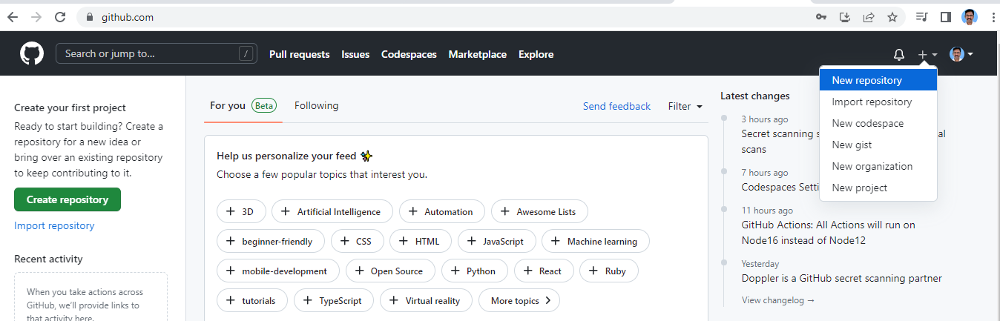 github.com
Search or jump to... /
Pull requests Issues Codespaces Marketplace Explore
New repository
Import repository
New codespace
New gist
New organization
New project
Create your first project
Ready to start building? Create a
repository for a new idea or
bring over an existing repository
to keep contributing to it.
Create repository
Import repository
Recent activity
When you take actions across
GitHub, we'll provide links to
that activity here.
For you Beta Following
Send feedback Filter
Help us personalize your feed
Choose a few popular topics that interest you.
3D Artificial Intelligence Automation Awesome Lists
beginner-friendly CSS HTML JavaScript Machine learning
mobile-development Open Source Python React Ruby
tutorials TypeScript Virtual reality More topics
Latest changes
3 hours ago
Secret scanning
scans
7 hours ago
Codespaces
11 hours ago
GitHub Actions: All Actions will run on
Node16 instead of Node12
Yesterday
Doppler is a GitHub secret scanning partner
View changelog →